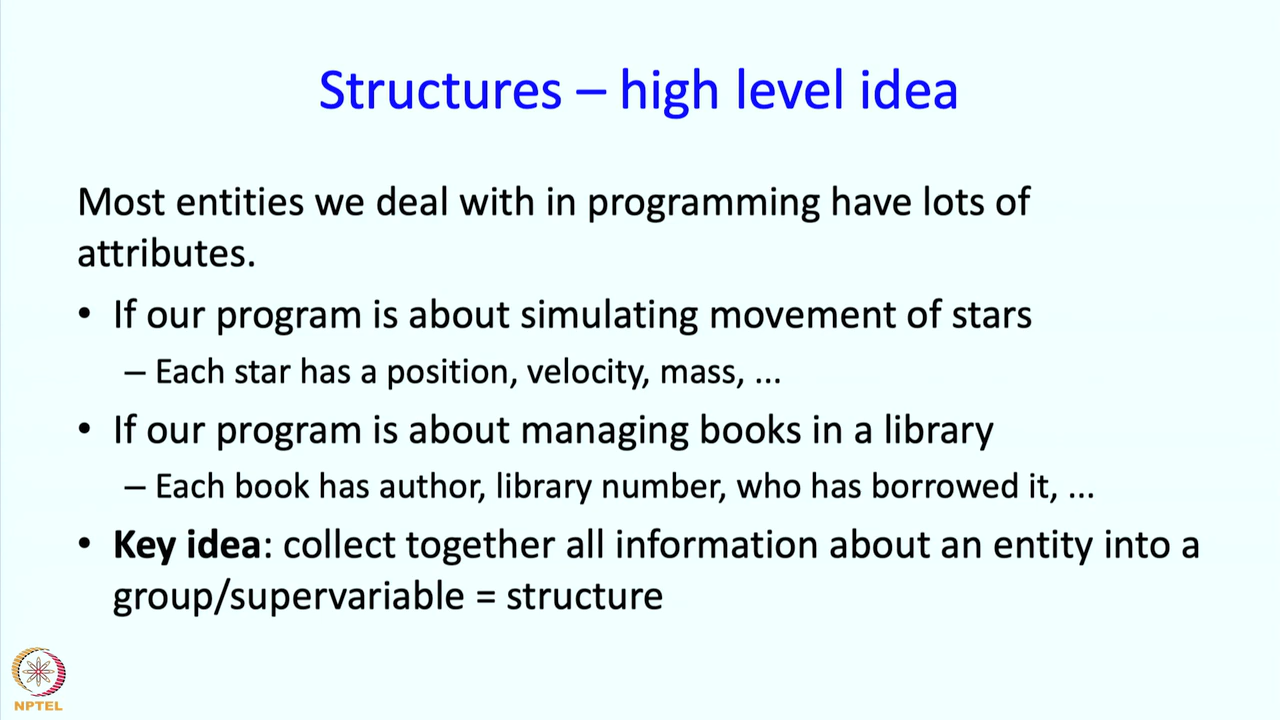 Structures – high level idea
Most entities we deal with in programming have lots of
attributes.
• If our program is about simulating movement of stars
– Each star has a position, velocity, mass, ...
• If our program is about managing books in a library
– Each book has author, library number, who has borrowed it, ...
• Key idea: collect together all information about an entity into a
group/supervariable = structure
NPTEL